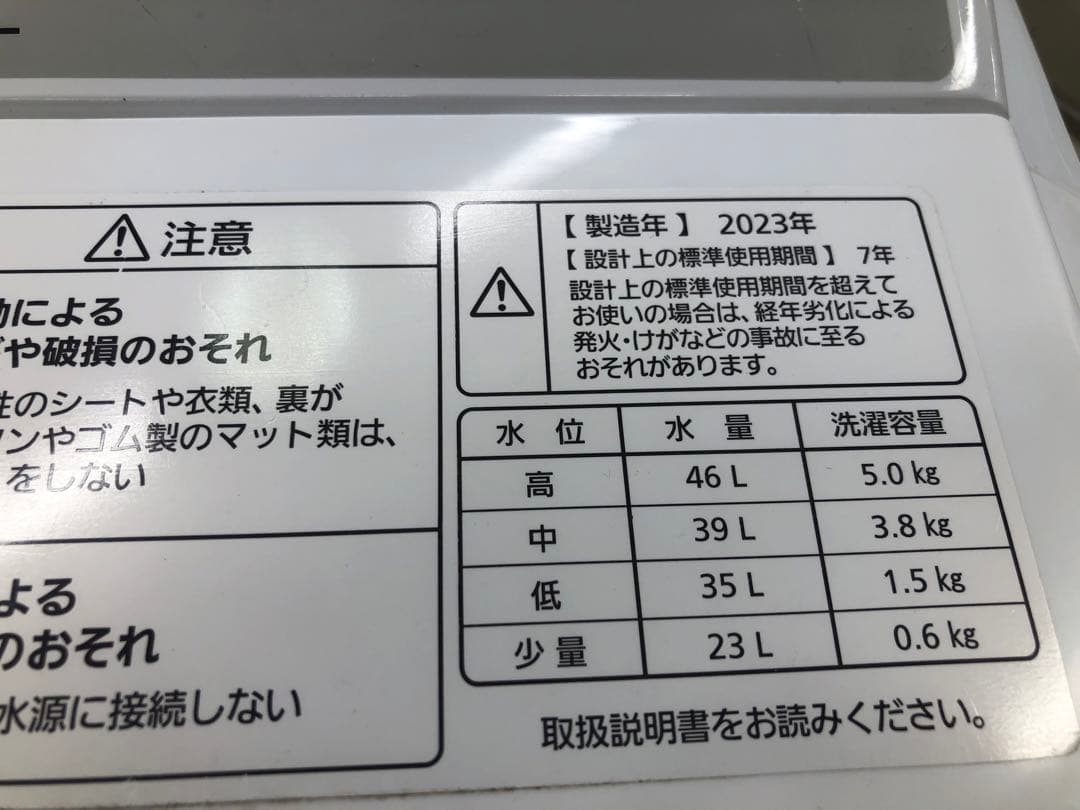 注意
動による
や破損のおそれ
性のシートや衣類、裏が
ンやゴム製のマット類は、
をしない
よる
のおそれ
水源に接続しない
【製造年】 2023年
【設計上の標準使用期間】 7年
設計上の標準使用期間を超えて
お使いの場合は、経年劣化による
発火・けがなどの事故に至る
おそれがあります。
水位 水量 洗濯容量
高 46 L 5.0 kg
中 39 L 3.8 kg
低 35 L 1.5 kg
少量 23 L 0.6 kg
取扱説明書をお読みください。